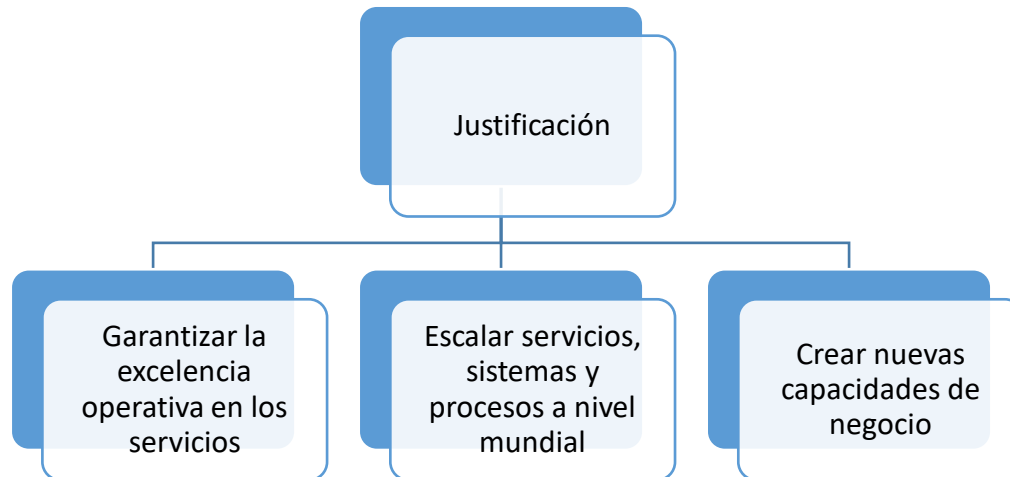 Justificación
Garantizar la
excelencia
operativa en los
servicios
Escalar servicios,
sistemas y
procesos a nivel
mundial
Crear nuevas
capacidades de
negocio